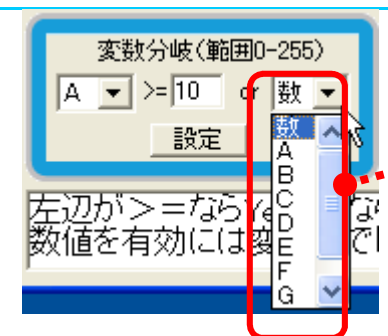 変数分岐(範囲0-255)
A >= 10 or 数
設定
数
A
B
C
D
E
F
G
左辺が＞＝ならYe
数値を有効には変